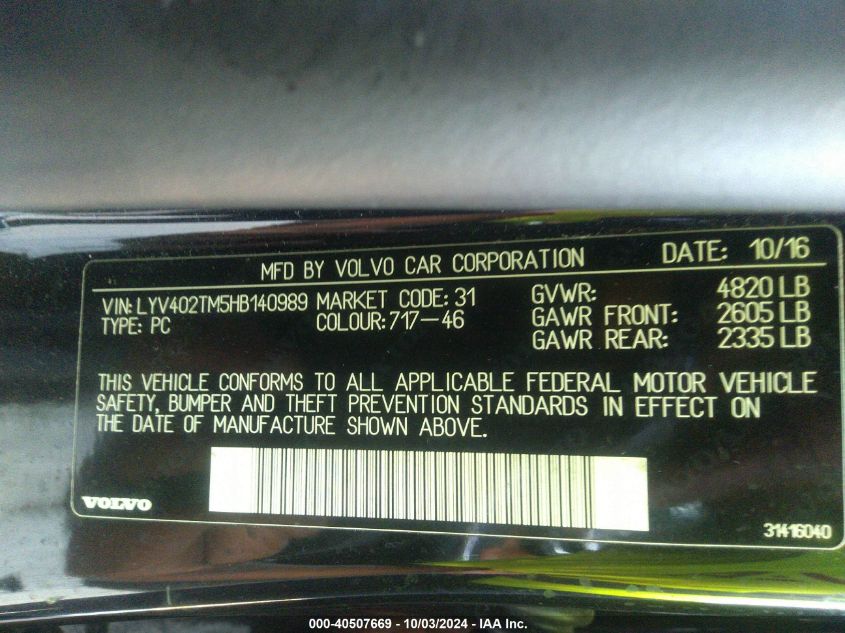 MFD BY VOLVO CAR CORPORATION DATE: 10/16
VIN: LYV402TM5HB140989 MARKET CODE: 31 GVWR: 4820 LB
TYPE: PC COLOUR: 717-46 GAWR FRONT: 2605 LB
GAWR REAR: 2335 LB
THIS VEHICLE CONFORMS TO ALL APPLICABLE FEDERAL MOTOR VEHICLE
SAFETY, BUMPER AND THEFT PREVENTION STANDARDS IN EFFECT ON
THE DATE OF MANUFACTURE SHOWN ABOVE.
VOLVO 31416040
000-40507669 - 10/03/2024 - IAA Inc.